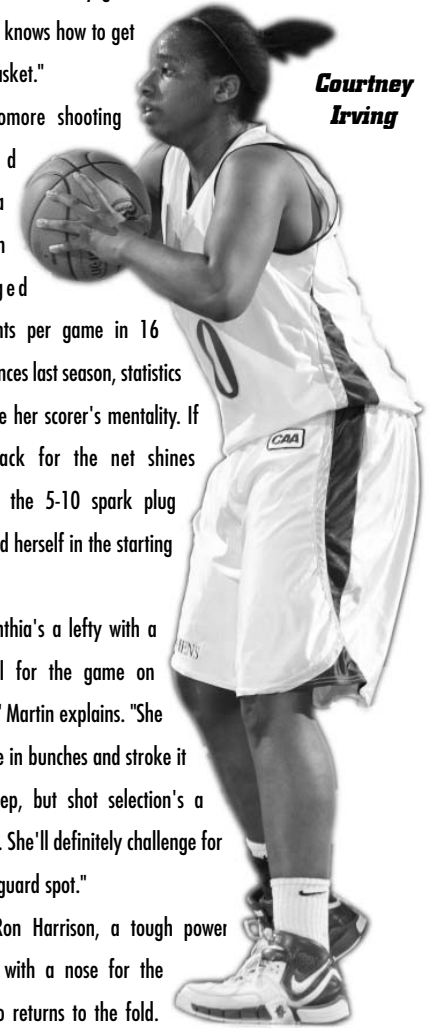 knows how to get
asket."
omore shooting
d
a
n
ged
nts per game in 16
nces last season, statistics
e her scorer's mentality. If
ack for the net shines
the 5-10 spark plug
d herself in the starting
nthia's a lefty with a
l for the game on
" Martin explains. "She
e in bunches and stroke it
ep, but shot selection's a
. She'll definitely challenge for
guard spot."
Ron Harrison, a tough power
with a nose for the
o returns to the fold.
Courtney
Irving
0
CAA
HENS